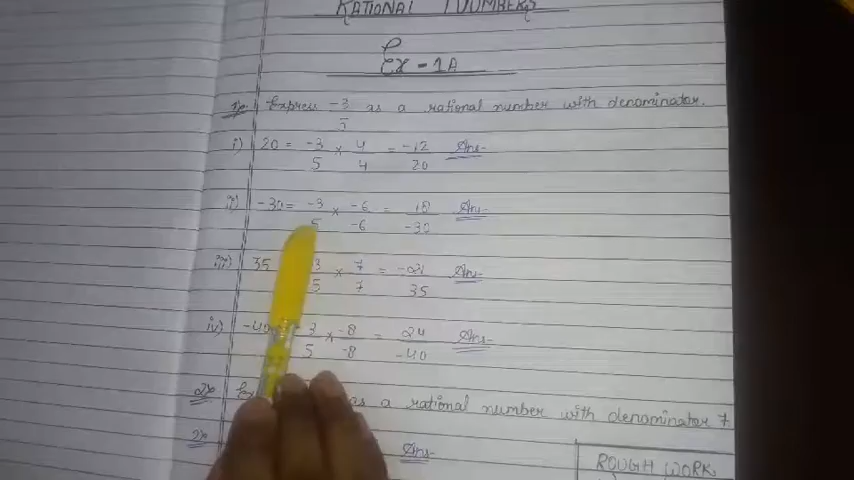 RATIONAL NUMBERS
Ex - 1A
1> Express -3/5 as a rational number with denominator.
i) 20 = -3/5 × 4/4 = -12/20 Ans-
ii) -30 = -3/5 × -6/-6 = 18/-30 Ans-
iii) 35 3/5 × 7/7 = -21/35 Ans-
iv) -40 3/5 × -8/-8 = 24/-40 Ans-
2> as a rational number with denominator 7
Ans-
ROUGH WORK